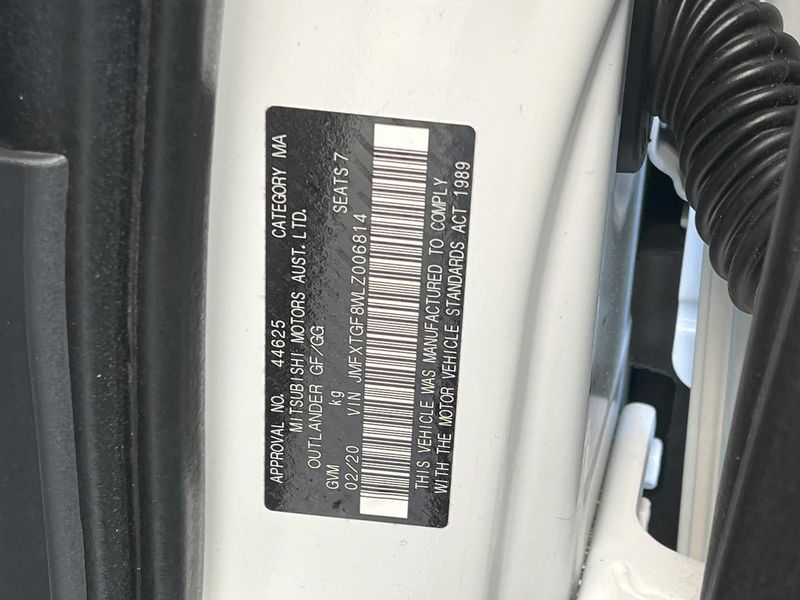 APPROVAL NO. 44625 CATEGORY MA
MITSUBISHI MOTORS AUST. LTD.
OUTLANDER GF/GG
GVM kg SEATS 7
02/20 VIN JMFXTGF8WLZ006814
THIS VEHICLE WAS MANUFACTURED TO COMPLY
WITH THE MOTOR VEHICLE STANDARDS ACT 1989